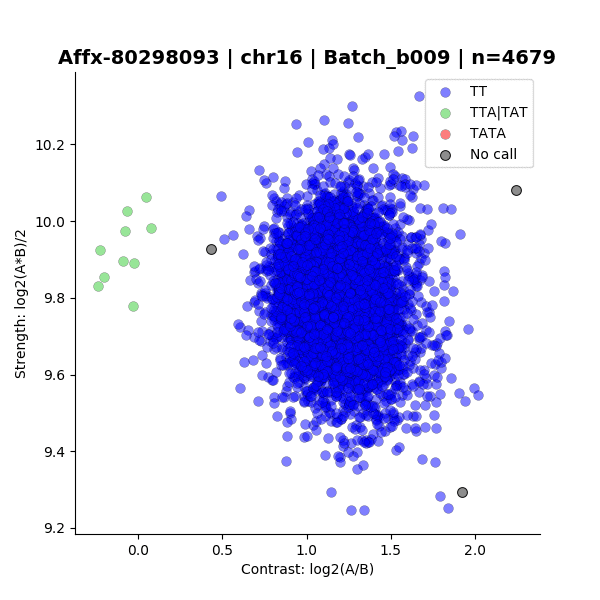 Affx-80298093 | chr16 | Batch_b009 | n=4679
TT
TTA|TAT
TATA
No call
Strength: log2(A*B)/2
10.2
10.0
9.8
9.6
9.4
9.2
0.0 0.5 1.0 1.5 2.0
Contrast: log2(A/B)